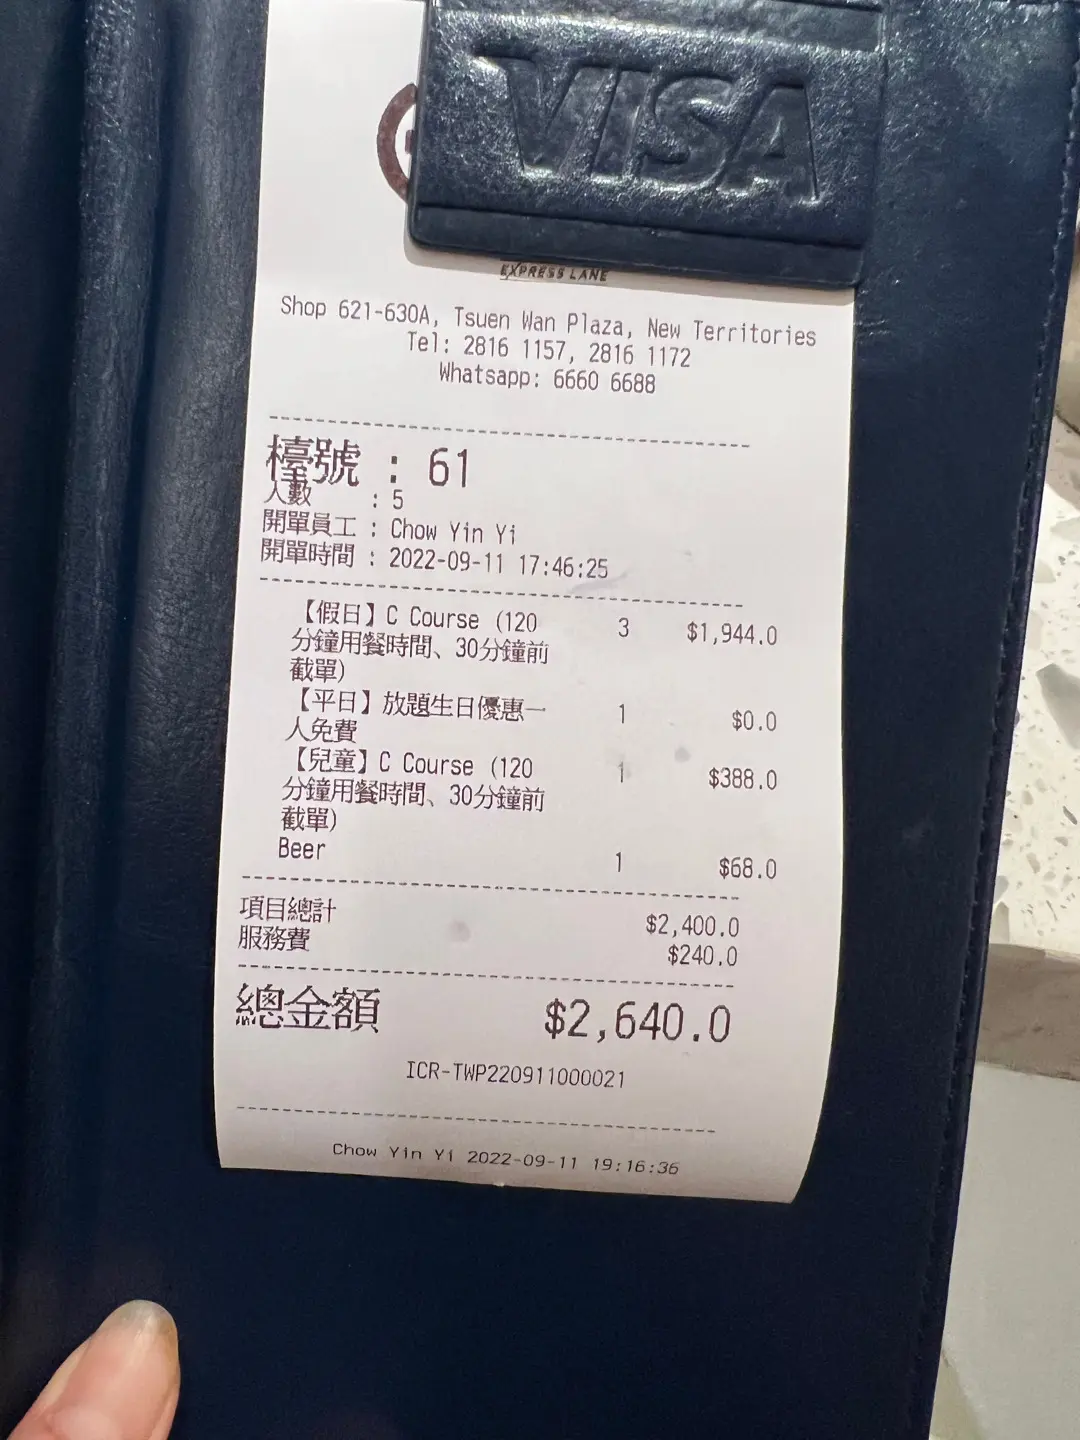 VISA
EXPRESS LANE
Shop 621-630A, Tsuen Wan Plaza, New Territories
Tel: 2816 1157, 2816 1172
Whatsapp: 6660 6688
檯號 : 61
人數 : 5
開單員工 : Chow Yin Yi
開單時間 : 2022-09-11 17:46:25
【假日】C Course (120 3 $1,944.0
分鐘用餐時間、30分鐘前
截單)
【平日】放題生日優惠一 1 $0.0
人免費
【兒童】C Course (120 1 $388.0
分鐘用餐時間、30分鐘前
截單)
Beer 1 $68.0
項目總計 $2,400.0
服務費 $240.0
總金額 $2,640.0
ICR-TWP220911000021
Chow Yin Yi 2022-09-11 19:16:36